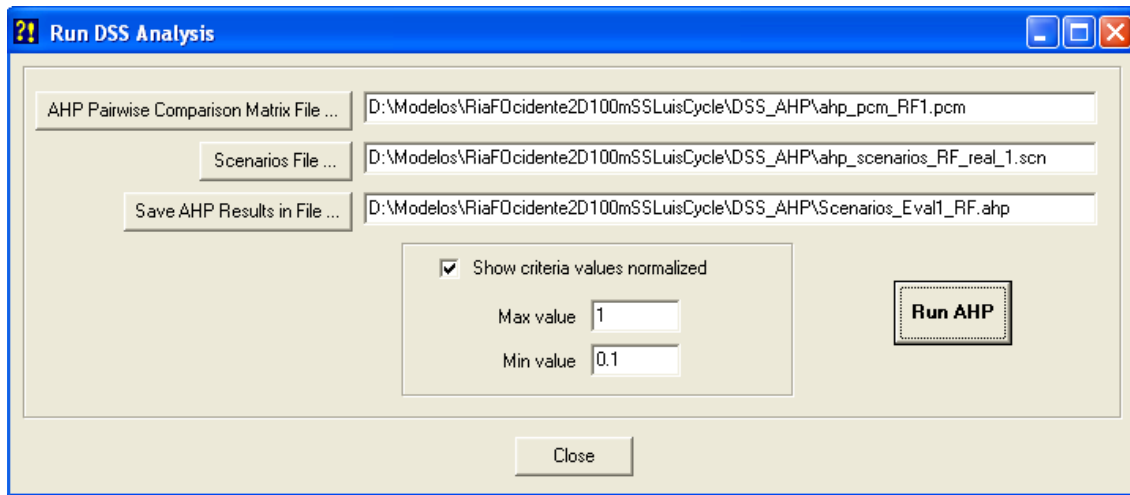 ?! Run DSS Analysis
AHP Pairwise Comparison Matrix File ... D:\Modelos\RiaFOcidente2D100mSSLuisCycle\DSS_AHP\ahp_pcm_RF1.pcm
Scenarios File ... D:\Modelos\RiaFOcidente2D100mSSLuisCycle\DSS_AHP\ahp_scenarios_RF_real_1.scn
Save AHP Results in File ... D:\Modelos\RiaFOcidente2D100mSSLuisCycle\DSS_AHP\Scenarios_Eval1_RF.ahp
Show criteria values normalized
Max value 1
Min value 0.1
Run AHP
Close